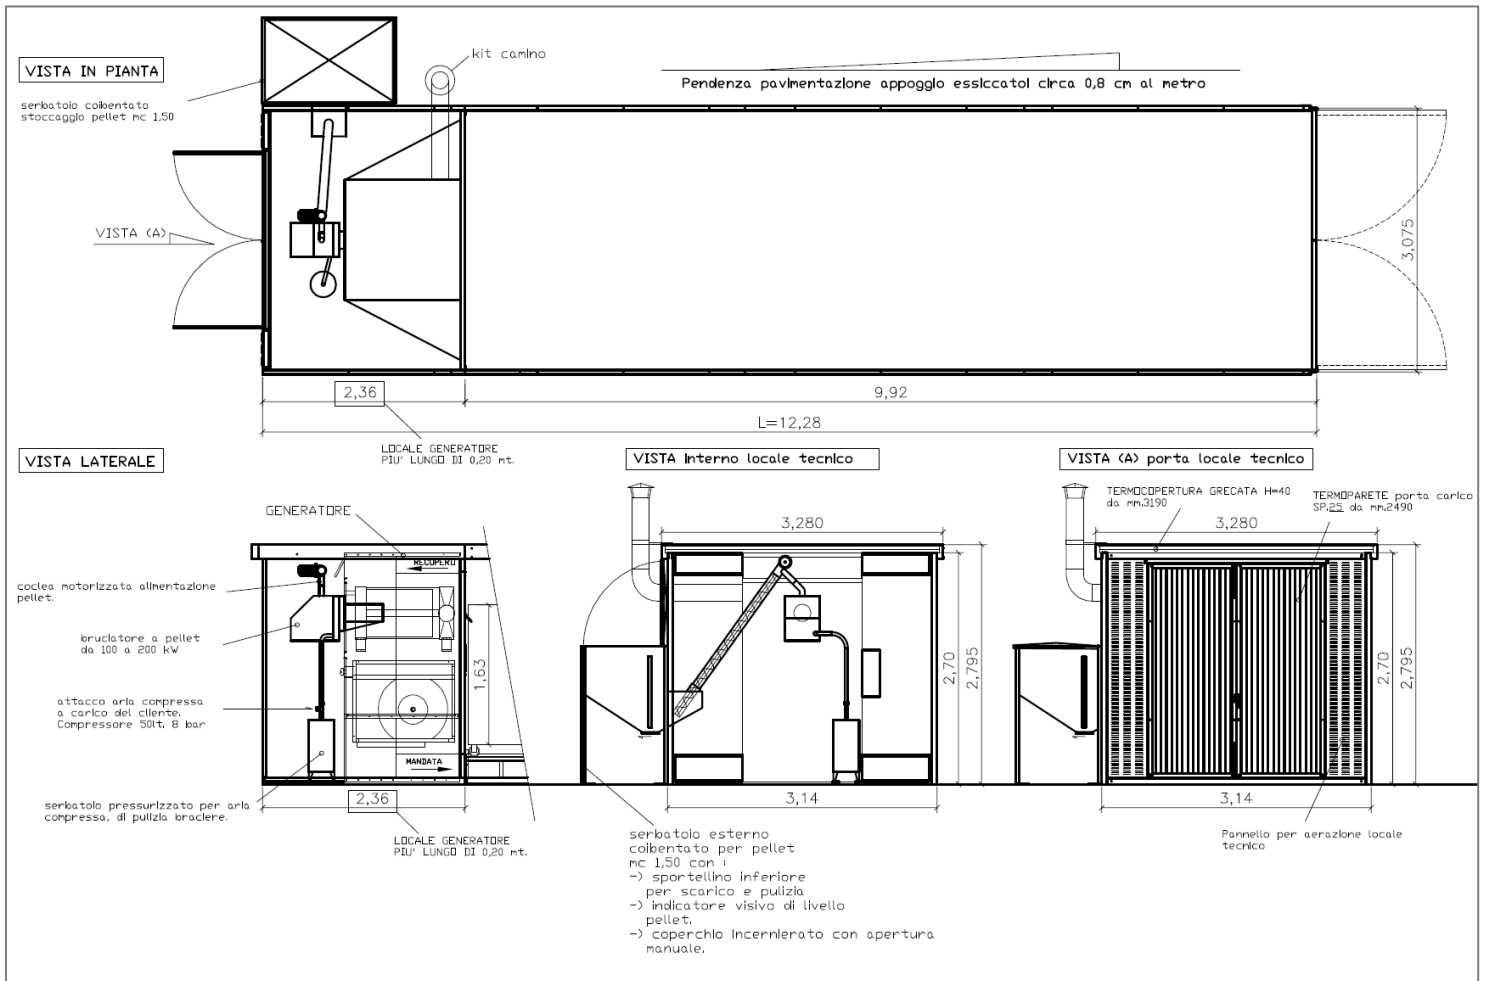 VISTA IN PIANTA
serbatoio coibentato
stoccaggio pellet mc 1,50
kit camino
Pendenza pavimentazione appoggio essiccatoi circa 0,8 cm al metro
VISTA (A)
3,075
2,36
9,92
L=12,28
LOCALE GENERATORE
PIU' LUNGO DI 0,20 mt.
VISTA LATERALE
VISTA Interno locale tecnico
VISTA (A) porta locale tecnico
GENERATORE
RECUPERO
coclea motorizzata alimentazione
pellet.
bruciatore a pellet
da 100 a 200 kW
attacco aria compressa
a carico del cliente.
Compressore 50lt. 8 bar
1,63
MANDATA
serbatoio pressurizzato per aria
compressa, di pulizia braciere.
2,36
LOCALE GENERATORE
PIU' LUNGO DI 0,20 mt.
3,280
2,70
2,795
3,14
serbatoio esterno
coibentato per pellet
mc 1,50 con :
-) sportellino inferiore
per scarico e pulizia
-) indicatore visivo di livello
pellet.
-) coperchio incernierato con apertura
manuale.
TERMOCOPERTURA GRECATA H=40
da mm.3190
TERMOPARETE porta carico
SP.25 da mm.2490
3,280
2,70
2,795
3,14
Pannello per aerazione locale
tecnico